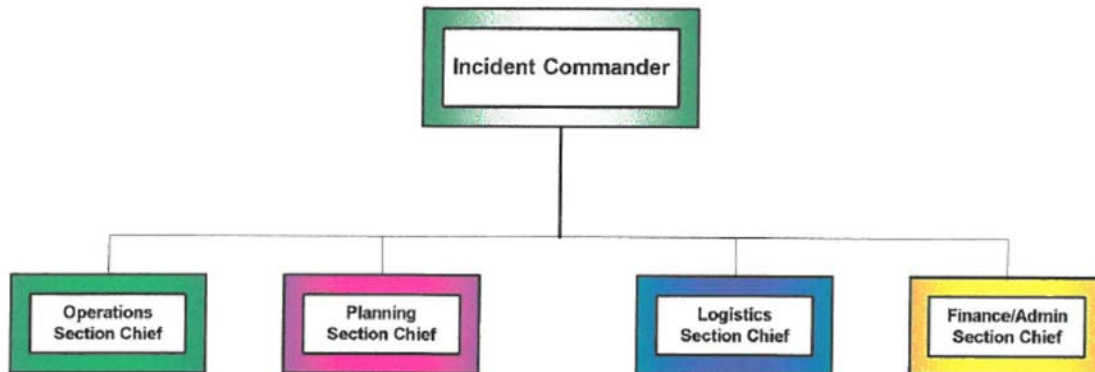 Incident Commander
Operations
Section Chief
Planning
Section Chief
Logistics
Section Chief
Finance/Admin
Section Chief